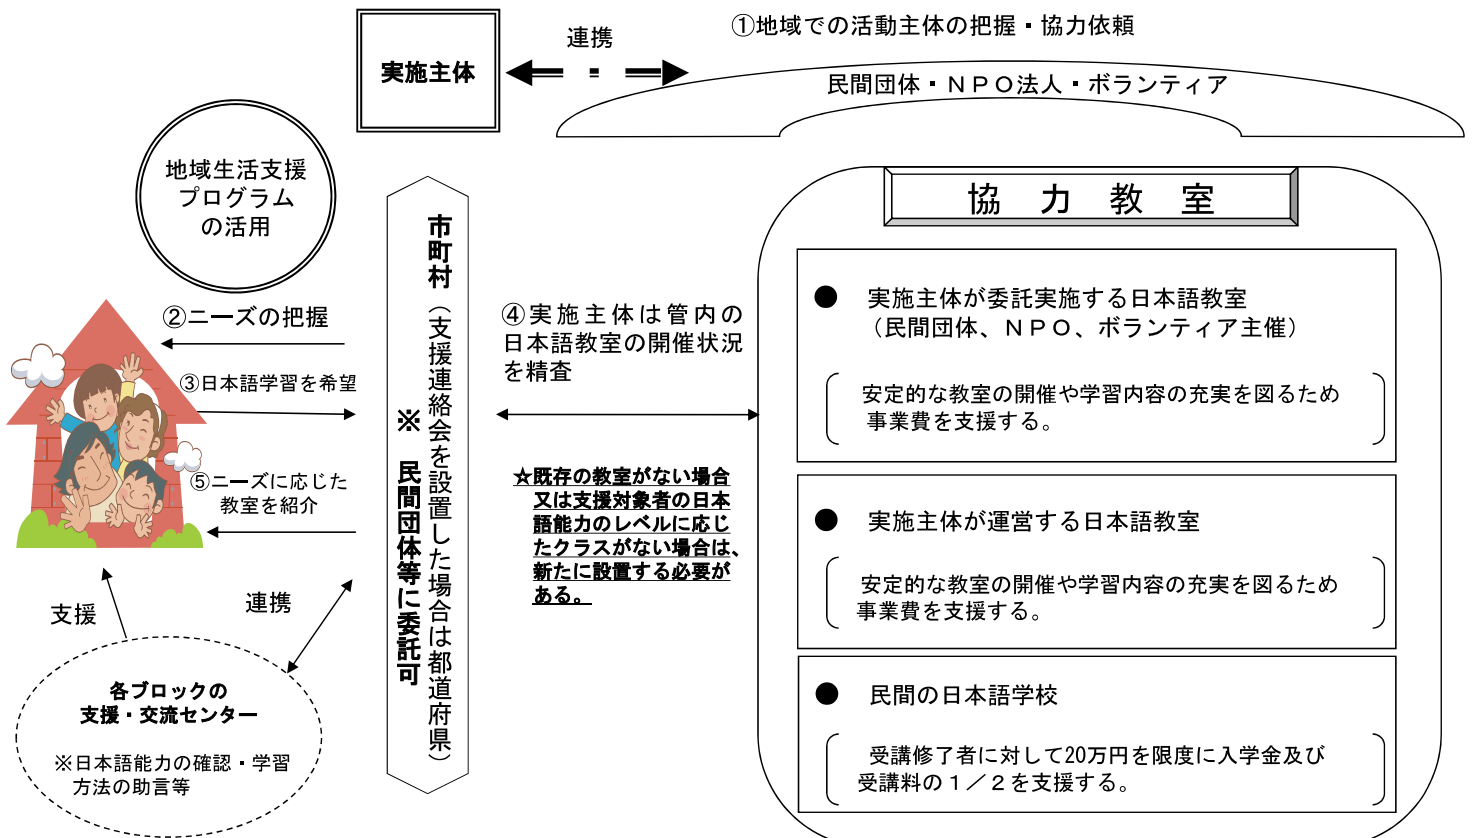 実施主体
連携
①地域での活動主体の把握・協力依頼
民間団体・ＮＰＯ法人・ボランティア
地域生活支援
プログラム
の活用
②ニーズの把握
③日本語学習を希望
⑤ニーズに応じた
教室を紹介
支援
連携
各ブロックの
支援・交流センター
※日本語能力の確認・学習
方法の助言等
市町村（支援連絡会を設置した場合は都道府県）
※　民間団体等に委託可
④実施主体は管内の
日本語教室の開催状況
を精査
☆既存の教室がない場合
又は支援対象者の日本
語能力のレベルに応じ
たクラスがない場合は、
新たに設置する必要が
ある。
協　力　教　室
●　実施主体が委託実施する日本語教室
（民間団体、ＮＰＯ、ボランティア主催）
安定的な教室の開催や学習内容の充実を図るため
事業費を支援する。
●　実施主体が運営する日本語教室
安定的な教室の開催や学習内容の充実を図るため
事業費を支援する。
●　民間の日本語学校
受講修了者に対して20万円を限度に入学金及び
受講料の１／２を支援する。